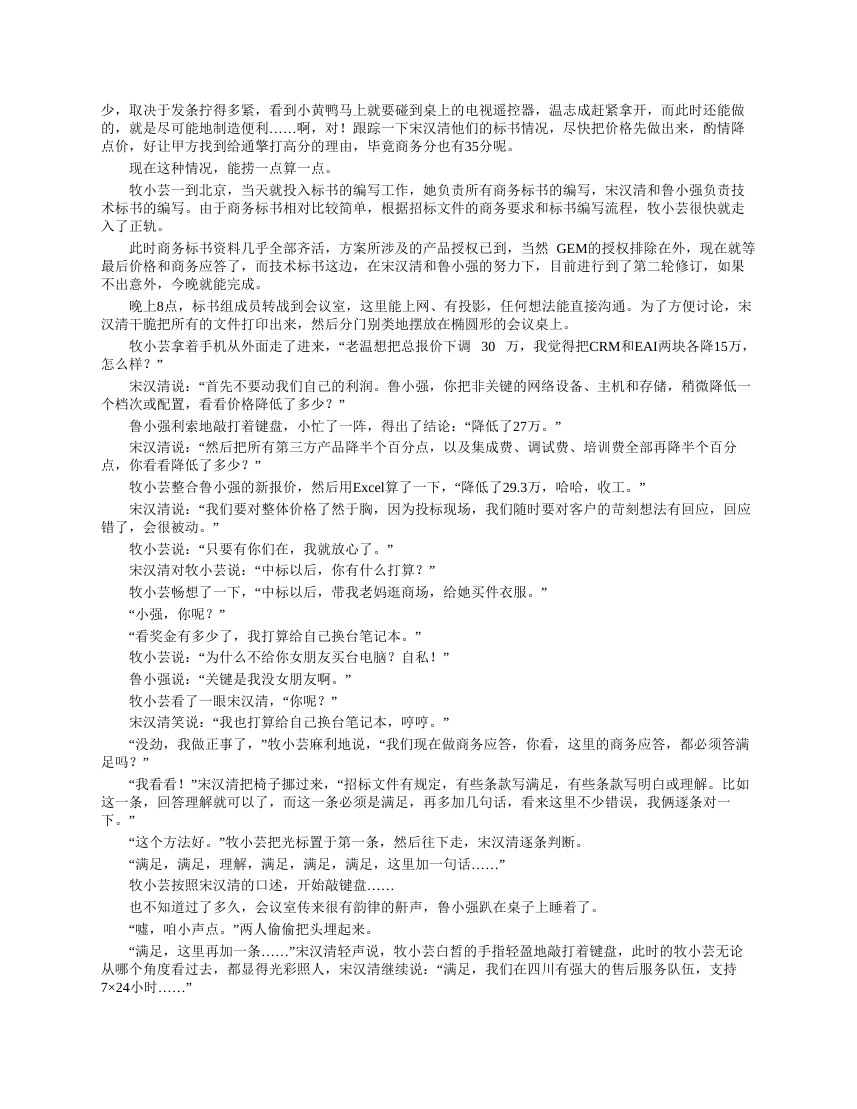 少，取决于发条拧得多紧，看到小黄鸭马上就要碰到桌上的电视遥控器，温志成赶紧拿开，而此时还能做
的，就是尽可能地制造便利……啊，对！跟踪一下宋汉清他们的标书情况，尽快把价格先做出来，酌情降
点价，好让甲方找到给通擎打高分的理由，毕竟商务分也有35分呢。
现在这种情况，能捞一点算一点。
牧小芸一到北京，当天就投入标书的编写工作，她负责所有商务标书的编写，宋汉清和鲁小强负责技
术标书的编写。由于商务标书相对比较简单，根据招标文件的商务要求和标书编写流程，牧小芸很快就走
入了正轨。
此时商务标书资料几乎全部齐活，方案所涉及的产品授权已到，当然 GEM的授权排除在外，现在就等
最后价格和商务应答了，而技术标书这边，在宋汉清和鲁小强的努力下，目前进行到了第二轮修订，如果
不出意外，今晚就能完成。
晚上8点，标书组成员转战到会议室，这里能上网、有投影，任何想法能直接沟通。为了方便讨论，宋
汉清干脆把所有的文件打印出来，然后分门别类地摆放在椭圆形的会议桌上。
牧小芸拿着手机从外面走了进来，“老温想把总报价下调 30 万，我觉得把CRM和EAI两块各降15万，
怎么样？”
宋汉清说：“首先不要动我们自己的利润。鲁小强，你把非关键的网络设备、主机和存储，稍微降低一
个档次或配置，看看价格降低了多少？”
鲁小强利索地敲打着键盘，小忙了一阵，得出了结论：“降低了27万。”
宋汉清说：“然后把所有第三方产品降半个百分点，以及集成费、调试费、培训费全部再降半个百分
点，你看看降低了多少？”
牧小芸整合鲁小强的新报价，然后用Excel算了一下，“降低了29.3万，哈哈，收工。”
宋汉清说：“我们要对整体价格了然于胸，因为投标现场，我们随时要对客户的苛刻想法有回应，回应
错了，会很被动。”
牧小芸说：“只要有你们在，我就放心了。”
宋汉清对牧小芸说：“中标以后，你有什么打算？”
牧小芸畅想了一下，“中标以后，带我老妈逛商场，给她买件衣服。”
“小强，你呢？”
“看奖金有多少了，我打算给自己换台笔记本。”
牧小芸说：“为什么不给你女朋友买台电脑？自私！”
鲁小强说：“关键是我没女朋友啊。”
牧小芸看了一眼宋汉清，“你呢？”
宋汉清笑说：“我也打算给自己换台笔记本，哼哼。”
“没劲，我做正事了，”牧小芸麻利地说，“我们现在做商务应答，你看，这里的商务应答，都必须答满
足吗？”
“我看看！”宋汉清把椅子挪过来，“招标文件有规定，有些条款写满足，有些条款写明白或理解。比如
这一条，回答理解就可以了，而这一条必须是满足，再多加几句话，看来这里不少错误，我俩逐条对一
下。”
“这个方法好。”牧小芸把光标置于第一条，然后往下走，宋汉清逐条判断。
“满足，满足，理解，满足，满足，满足，这里加一句话……”
牧小芸按照宋汉清的口述，开始敲键盘……
也不知道过了多久，会议室传来很有韵律的鼾声，鲁小强趴在桌子上睡着了。
“嘘，咱小声点。”两人偷偷把头埋起来。
“满足，这里再加一条……”宋汉清轻声说，牧小芸白皙的手指轻盈地敲打着键盘，此时的牧小芸无论
从哪个角度看过去，都显得光彩照人，宋汉清继续说：“满足，我们在四川有强大的售后服务队伍，支持
7×24小时……”